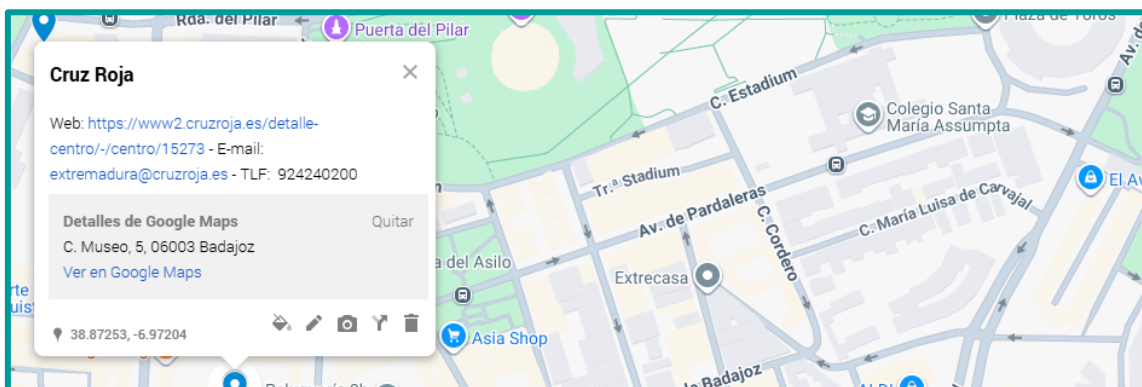 Rda. del Pilar
Puerta del Pilar
Plaza de Toros
Cruz Roja
Web: https://www2.cruzroja.es/detalle-
centro/-/centro/15273 - E-mail:
extremadura@cruzroja.es - TLF: 924240200
Detalles de Google Maps
Quitar
C. Museo, 5, 06003 Badajoz
Ver en Google Maps
38.87253, -6.97204
C. Estadium
Colegio Santa
María Assumpta
Tr.ª Stadium
Av. de Pardaleras
C. Cordero
C. María Luisa de Carvajal
El Av
Av. de
del Asilo
Extrecasa
Asia Shop
Badajoz